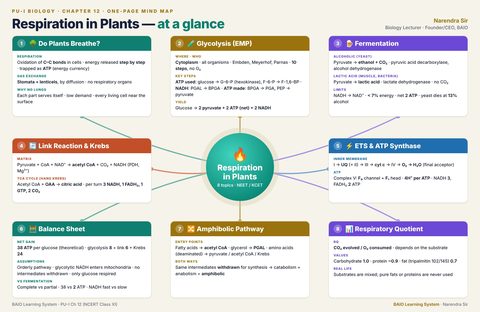 PU-I BIOLOGY · CHAPTER 12 · ONE-PAGE MIND MAP
Respiration in Plants — at a glance
Narendra Sir
Biology Lecturer · Founder/CEO, BAIO
1 Do Plants Breathe?
RESPIRATION
Oxidation of C–C bonds in cells · energy released step by step
· trapped as ATP (energy currency)
GAS EXCHANGE
Stomata + lenticels, by diffusion · no respiratory organs
WHY NO LUNGS
Each part serves itself · low demand · every living cell near the
surface
2 Glycolysis (EMP)
WHERE · WHO
Cytoplasm · all organisms · Embden, Meyerhof, Parnas · 10
steps, no O₂
KEY STEPS
ATP used: glucose → G-6-P (hexokinase), F-6-P → F-1,6-BP ·
NADH: PGAL → BPGA · ATP made: BPGA → PGA, PEP →
pyruvate
YIELD
Glucose → 2 pyruvate + 2 ATP (net) + 2 NADH
3 Fermentation
ALCOHOLIC (YEAST)
Pyruvate → ethanol + CO₂ · pyruvic acid decarboxylase,
alcohol dehydrogenase
LACTIC ACID (MUSCLE, BACTERIA)
Pyruvate → lactic acid · lactate dehydrogenase · no CO₂
LIMITS
NADH → NAD⁺ · < 7% energy · net 2 ATP · yeast dies at 13%
alcohol
4 Link Reaction & Krebs
MATRIX
Pyruvate + CoA + NAD⁺ → acetyl CoA + CO₂ + NADH (PDH,
Mg²⁺)
TCA CYCLE (HANS KREBS)
Acetyl CoA + OAA → citric acid · per turn 3 NADH, 1 FADH₂, 1
GTP, 2 CO₂
Respiration
in Plants
8 topics · NEET / KCET
5 ETS & ATP Synthase
INNER MEMBRANE
I → UQ (← II) → III → cyt c → IV → O₂ → H₂O (final acceptor)
ATP
Complex V: F₀ channel + F₁ head · 4H⁺ per ATP · NADH 3,
FADH₂ 2 ATP
6 Balance Sheet
NET GAIN
38 ATP per glucose (theoretical) · glycolysis 8 + link 6 + Krebs
24
ASSUMPTIONS
Orderly pathway · glycolytic NADH enters mitochondria · no
intermediates withdrawn · only glucose respired
VS FERMENTATION
Complete vs partial · 38 vs 2 ATP · NADH fast vs slow
7 Amphibolic Pathway
ENTRY POINTS
Fatty acids → acetyl CoA · glycerol → PGAL · amino acids
(deaminated) → pyruvate / acetyl CoA / Krebs
BOTH WAYS
Same intermediates withdrawn for synthesis → catabolism +
anabolism = amphibolic
8 Respiratory Quotient
RQ
CO₂ evolved / O₂ consumed · depends on the substrate
VALUES
Carbohydrate 1.0 · protein ~0.9 · fat (tripalmitin 102/145) 0.7
REAL LIFE
Substrates are mixed; pure fats or proteins are never used
BAIO Learning System · PU-I Ch 12 (NCERT Class XI)
BAIO Learning System · Narendra Sir